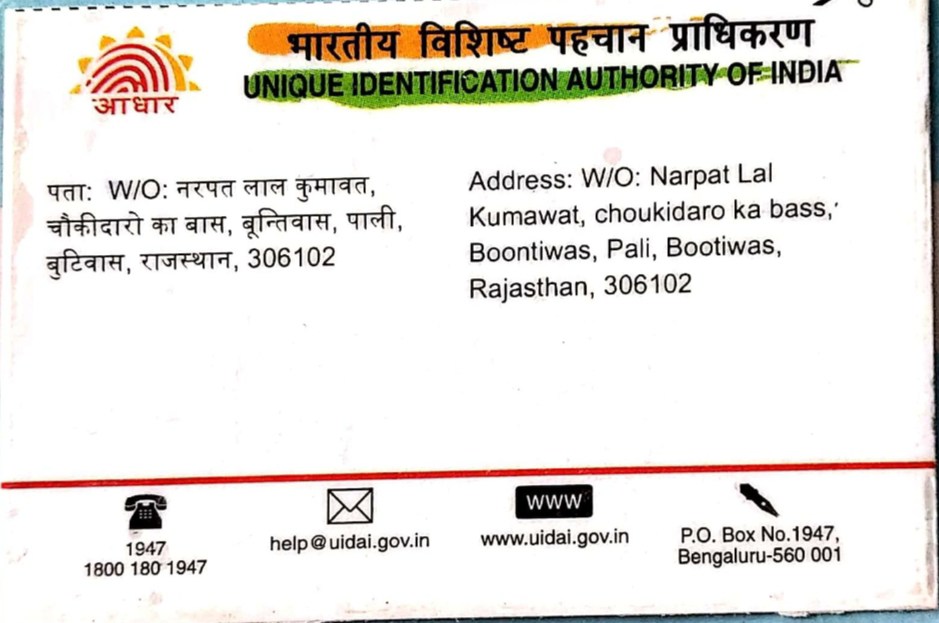 भारतीय विशिष्ट पहचान प्राधिकरण
UNIQUE IDENTIFICATION AUTHORITY OF INDIA
आधार
पता: W/O: नरपत लाल कुमावत,
चौकीदारो का बास, बून्तिवास, पाली,
बुटिवास, राजस्थान, 306102
Address: W/O: Narpat Lal
Kumawat, choukidaro ka bass,
Boontiwas, Pali, Bootiwas,
Rajasthan, 306102
1947
1800 180 1947
help@uidai.gov.in
www
www.uidai.gov.in
P.O. Box No.1947,
Bengaluru-560 001